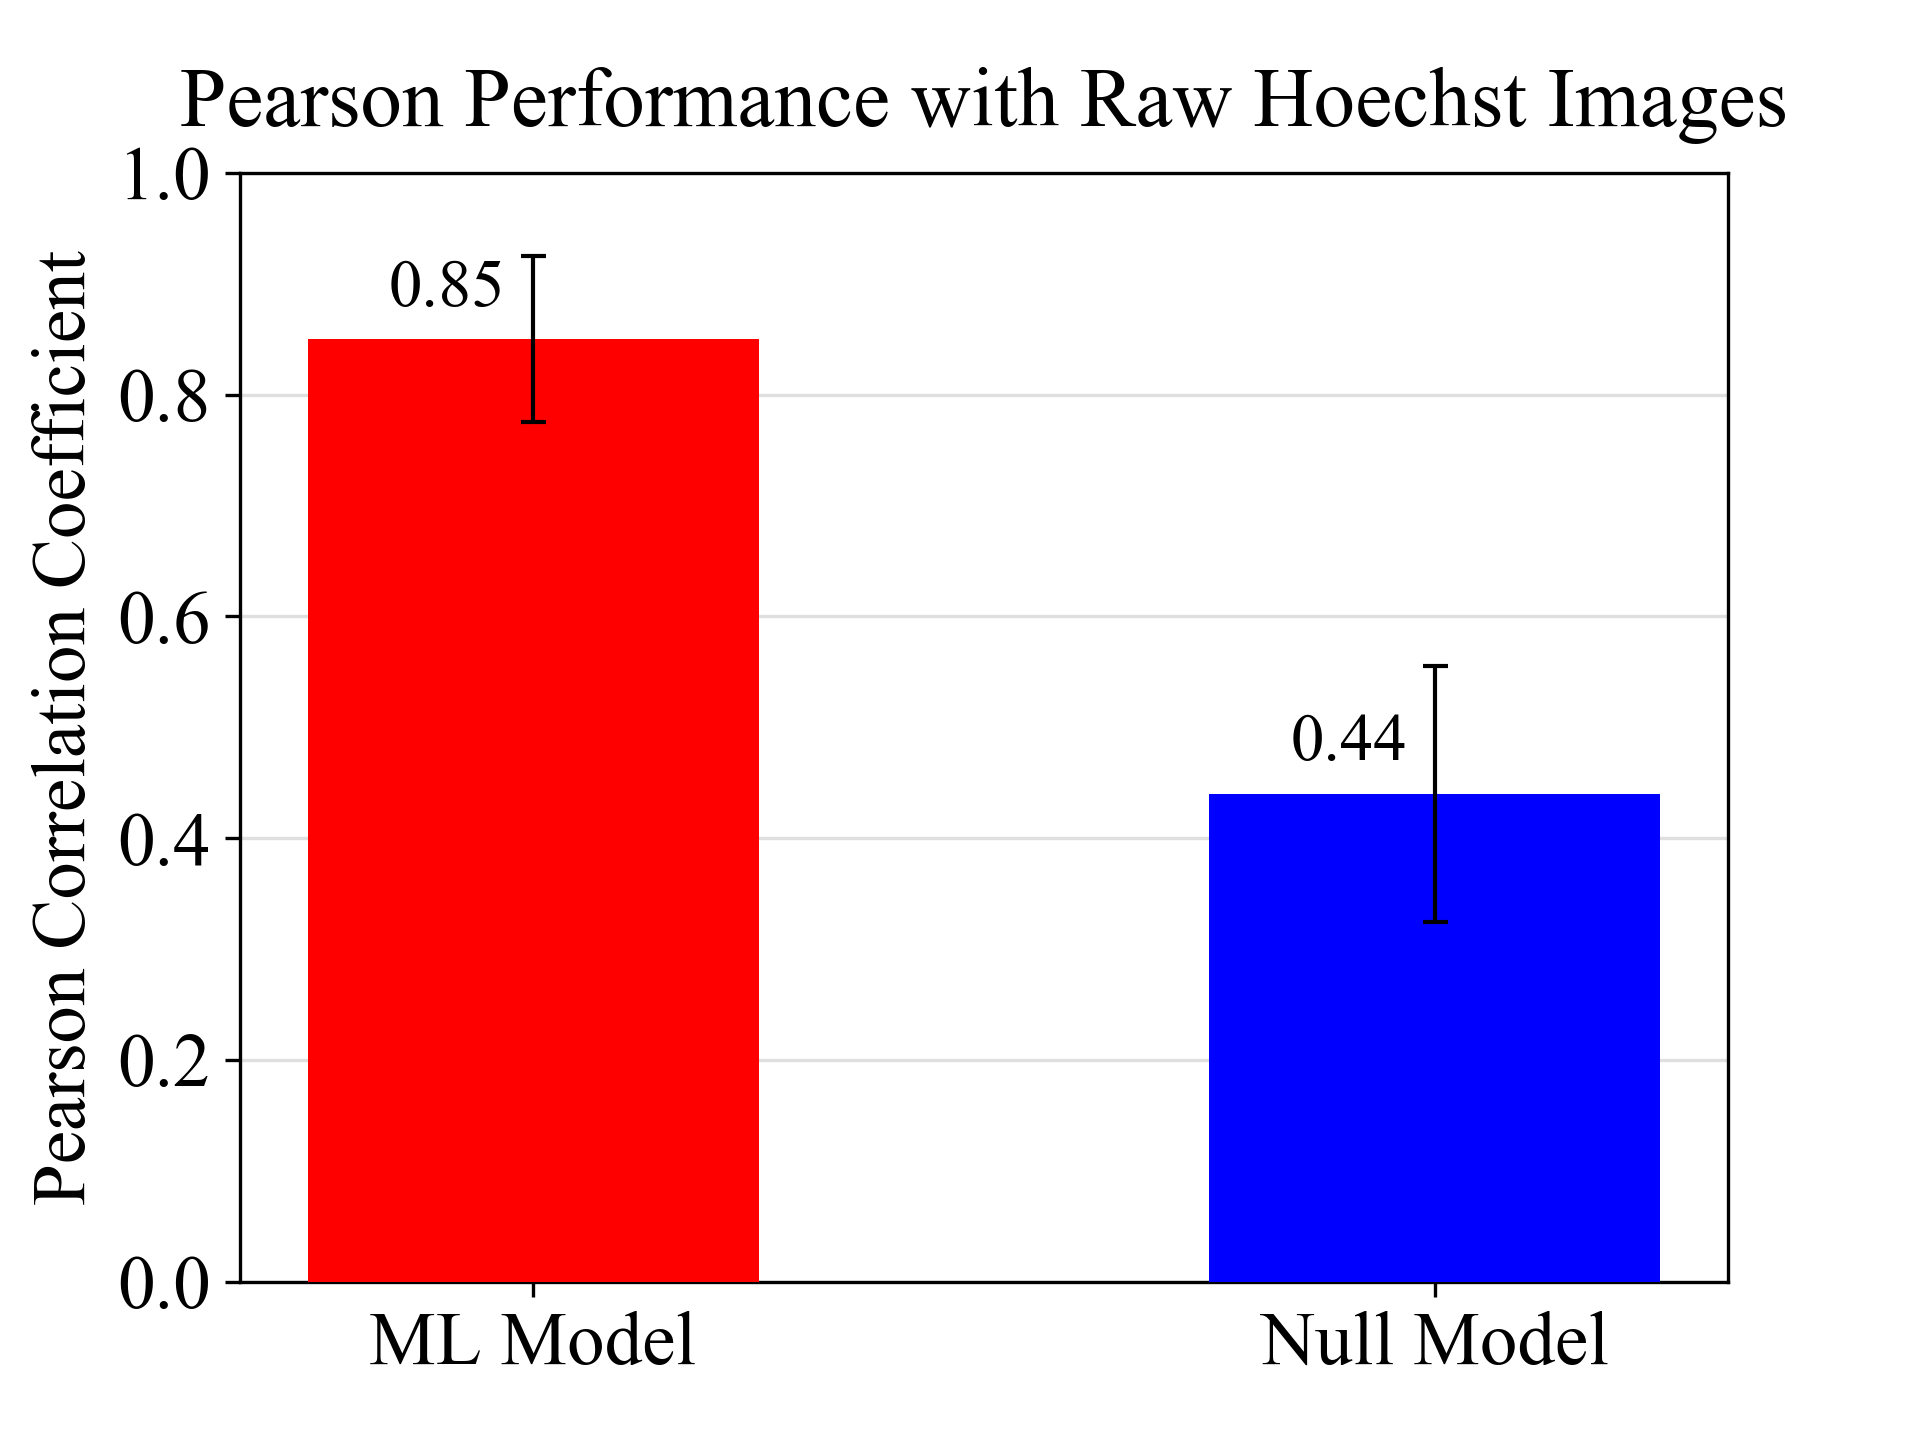 Pearson Performance with Raw Hoechst Images
Pearson Correlation Coefficient
1.0
0.8
0.6
0.4
0.2
0.0
0.85
0.44
ML Model
Null Model